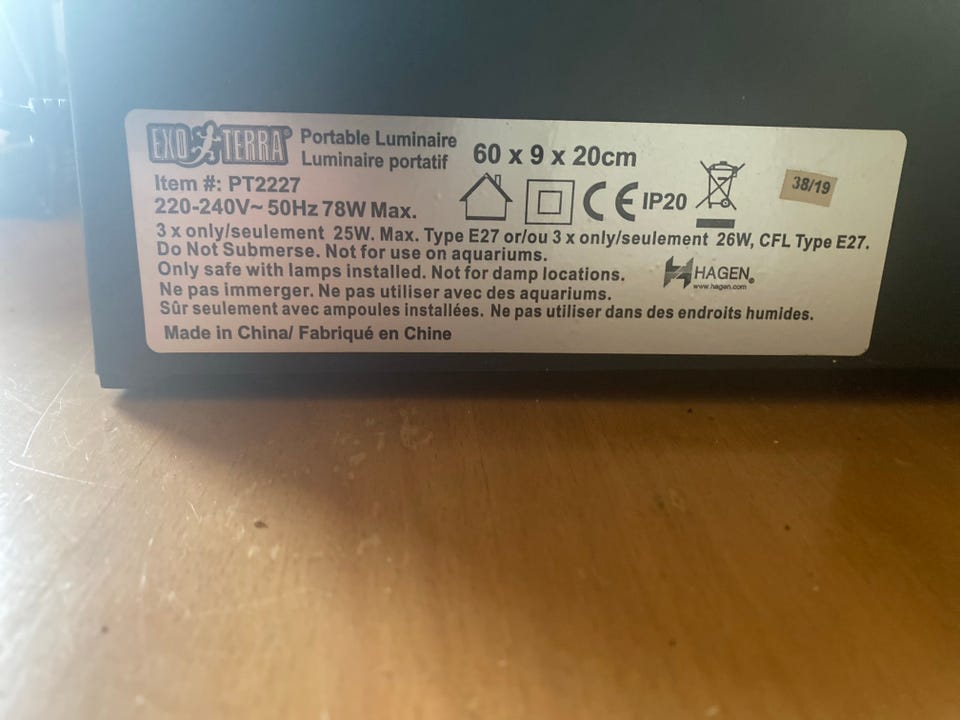 EXO TERRA® Portable Luminaire
Luminaire portatif
60 x 9 x 20cm
Item #: PT2227
220-240V~ 50Hz 78W Max.
CE IP20
38/19
3 x only/seulement 25W. Max. Type E27 or/ou 3 x only/seulement 26W, CFL Type E27.
Do Not Submerse. Not for use on aquariums.
Only safe with lamps installed. Not for damp locations.
HAGEN®
www.hagen.com
Ne pas immerger. Ne pas utiliser avec des aquariums.
Sûr seulement avec ampoules installées. Ne pas utiliser dans des endroits humides.
Made in China/ Fabriqué en Chine